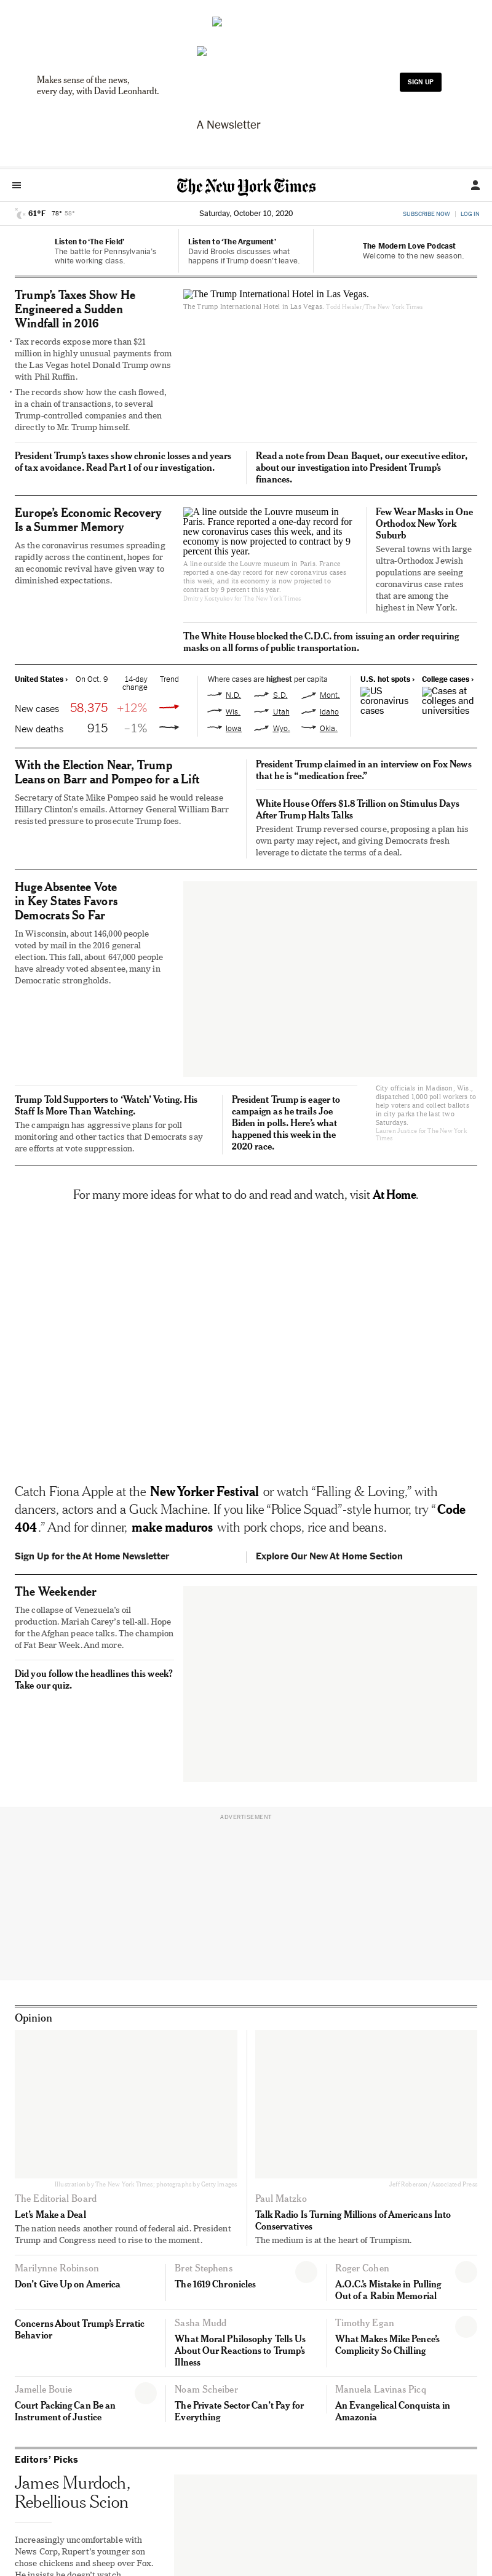 Makes sense of the news,
every day, with David Leonhardt.
SIGN UP
A Newsletter
The New York Times
61°F 78° 58°
Saturday, October 10, 2020
SUBSCRIBE NOW
LOG IN
Listen to ‘The Field’
The battle for Pennsylvania’s
white working class.
Listen to ‘The Argument’
David Brooks discusses what
happens if Trump doesn’t leave.
The Modern Love Podcast
Welcome to the new season.
Trump’s Taxes Show He
Engineered a Sudden
Windfall in 2016
• Tax records expose more than $21
million in highly unusual payments from
the Las Vegas hotel Donald Trump owns
with Phil Ruffin.
• The records show how the cash flowed,
in a chain of transactions, to several
Trump-controlled companies and then
directly to Mr. Trump himself.
The Trump International Hotel in Las Vegas.
The Trump International Hotel in Las Vegas. Todd Heisler/The New York Times
President Trump’s taxes show chronic losses and years
of tax avoidance. Read Part 1 of our investigation.
Read a note from Dean Baquet, our executive editor,
about our investigation into President Trump’s
finances.
Europe’s Economic Recovery
Is a Summer Memory
As the coronavirus resumes spreading
rapidly across the continent, hopes for
an economic revival have given way to
diminished expectations.
A line outside the Louvre museum in
Paris. France reported a one-day record for
new coronavirus cases this week, and its
economy is now projected to contract by 9
percent this year.
A line outside the Louvre museum in Paris. France
reported a one-day record for new coronavirus cases
this week, and its economy is now projected to
contract by 9 percent this year.
Dmitry Kostyukov for The New York Times
Few Wear Masks in One
Orthodox New York
Suburb
Several towns with large
ultra-Orthodox Jewish
populations are seeing
coronavirus case rates
that are among the
highest in New York.
The White House blocked the C.D.C. from issuing an order requiring
masks on all forms of public transportation.
United States › On Oct. 9 14-day Trend
change
New cases 58,375 +12%
New deaths 915 –1%
Where cases are highest per capita
N.D. S.D. Mont.
Wis. Utah Idaho
Iowa Wyo. Okla.
U.S. hot spots ›
US
coronavirus
cases
College cases ›
Cases at
colleges and
universities
With the Election Near, Trump
Leans on Barr and Pompeo for a Lift
Secretary of State Mike Pompeo said he would release
Hillary Clinton’s emails. Attorney General William Barr
resisted pressure to prosecute Trump foes.
President Trump claimed in an interview on Fox News
that he is “medication free.”
White House Offers $1.8 Trillion on Stimulus Days
After Trump Halts Talks
President Trump reversed course, proposing a plan his
own party may reject, and giving Democrats fresh
leverage to dictate the terms of a deal.
Huge Absentee Vote
in Key States Favors
Democrats So Far
In Wisconsin, about 146,000 people
voted by mail in the 2016 general
election. This fall, about 647,000 people
have already voted absentee, many in
Democratic strongholds.
City officials in Madison, Wis.,
dispatched 1,000 poll workers to
help voters and collect ballots
in city parks the last two
Saturdays.
Lauren Justice for The New York
Times
Trump Told Supporters to ‘Watch’ Voting. His
Staff Is More Than Watching.
The campaign has aggressive plans for poll
monitoring and other tactics that Democrats say
are efforts at vote suppression.
President Trump is eager to
campaign as he trails Joe
Biden in polls. Here’s what
happened this week in the
2020 race.
For many more ideas for what to do and read and watch, visit At Home.
Catch Fiona Apple at the New Yorker Festival or watch “Falling & Loving,” with
dancers, actors and a Guck Machine. If you like “Police Squad”-style humor, try “Code
404.” And for dinner, make maduros with pork chops, rice and beans.
Sign Up for the At Home Newsletter
Explore Our New At Home Section
The Weekender
The collapse of Venezuela’s oil
production. Mariah Carey’s tell-all. Hope
for the Afghan peace talks. The champion
of Fat Bear Week. And more.
Did you follow the headlines this week?
Take our quiz.
ADVERTISEMENT
Opinion
Illustration by The New York Times; photographs by Getty Images
The Editorial Board
Let’s Make a Deal
The nation needs another round of federal aid. President
Trump and Congress need to rise to the moment.
Jeff Roberson/Associated Press
Paul Matzko
Talk Radio Is Turning Millions of Americans Into
Conservatives
The medium is at the heart of Trumpism.
Marilynne Robinson
Don’t Give Up on America
Bret Stephens
The 1619 Chronicles
Roger Cohen
A.O.C.’s Mistake in Pulling
Out of a Rabin Memorial
Concerns About Trump’s Erratic
Behavior
Sasha Mudd
What Moral Philosophy Tells Us
About Our Reactions to Trump’s
Illness
Timothy Egan
What Makes Mike Pence’s
Complicity So Chilling
Jamelle Bouie
Court Packing Can Be an
Instrument of Justice
Noam Scheiber
The Private Sector Can’t Pay for
Everything
Manuela Lavinas Picq
An Evangelical Conquista in
Amazonia
Editors’ Picks
James Murdoch,
Rebellious Scion
Increasingly uncomfortable with
News Corp, Rupert’s younger son
chose chickens and sheep over Fox.
He insists he doesn’t watch